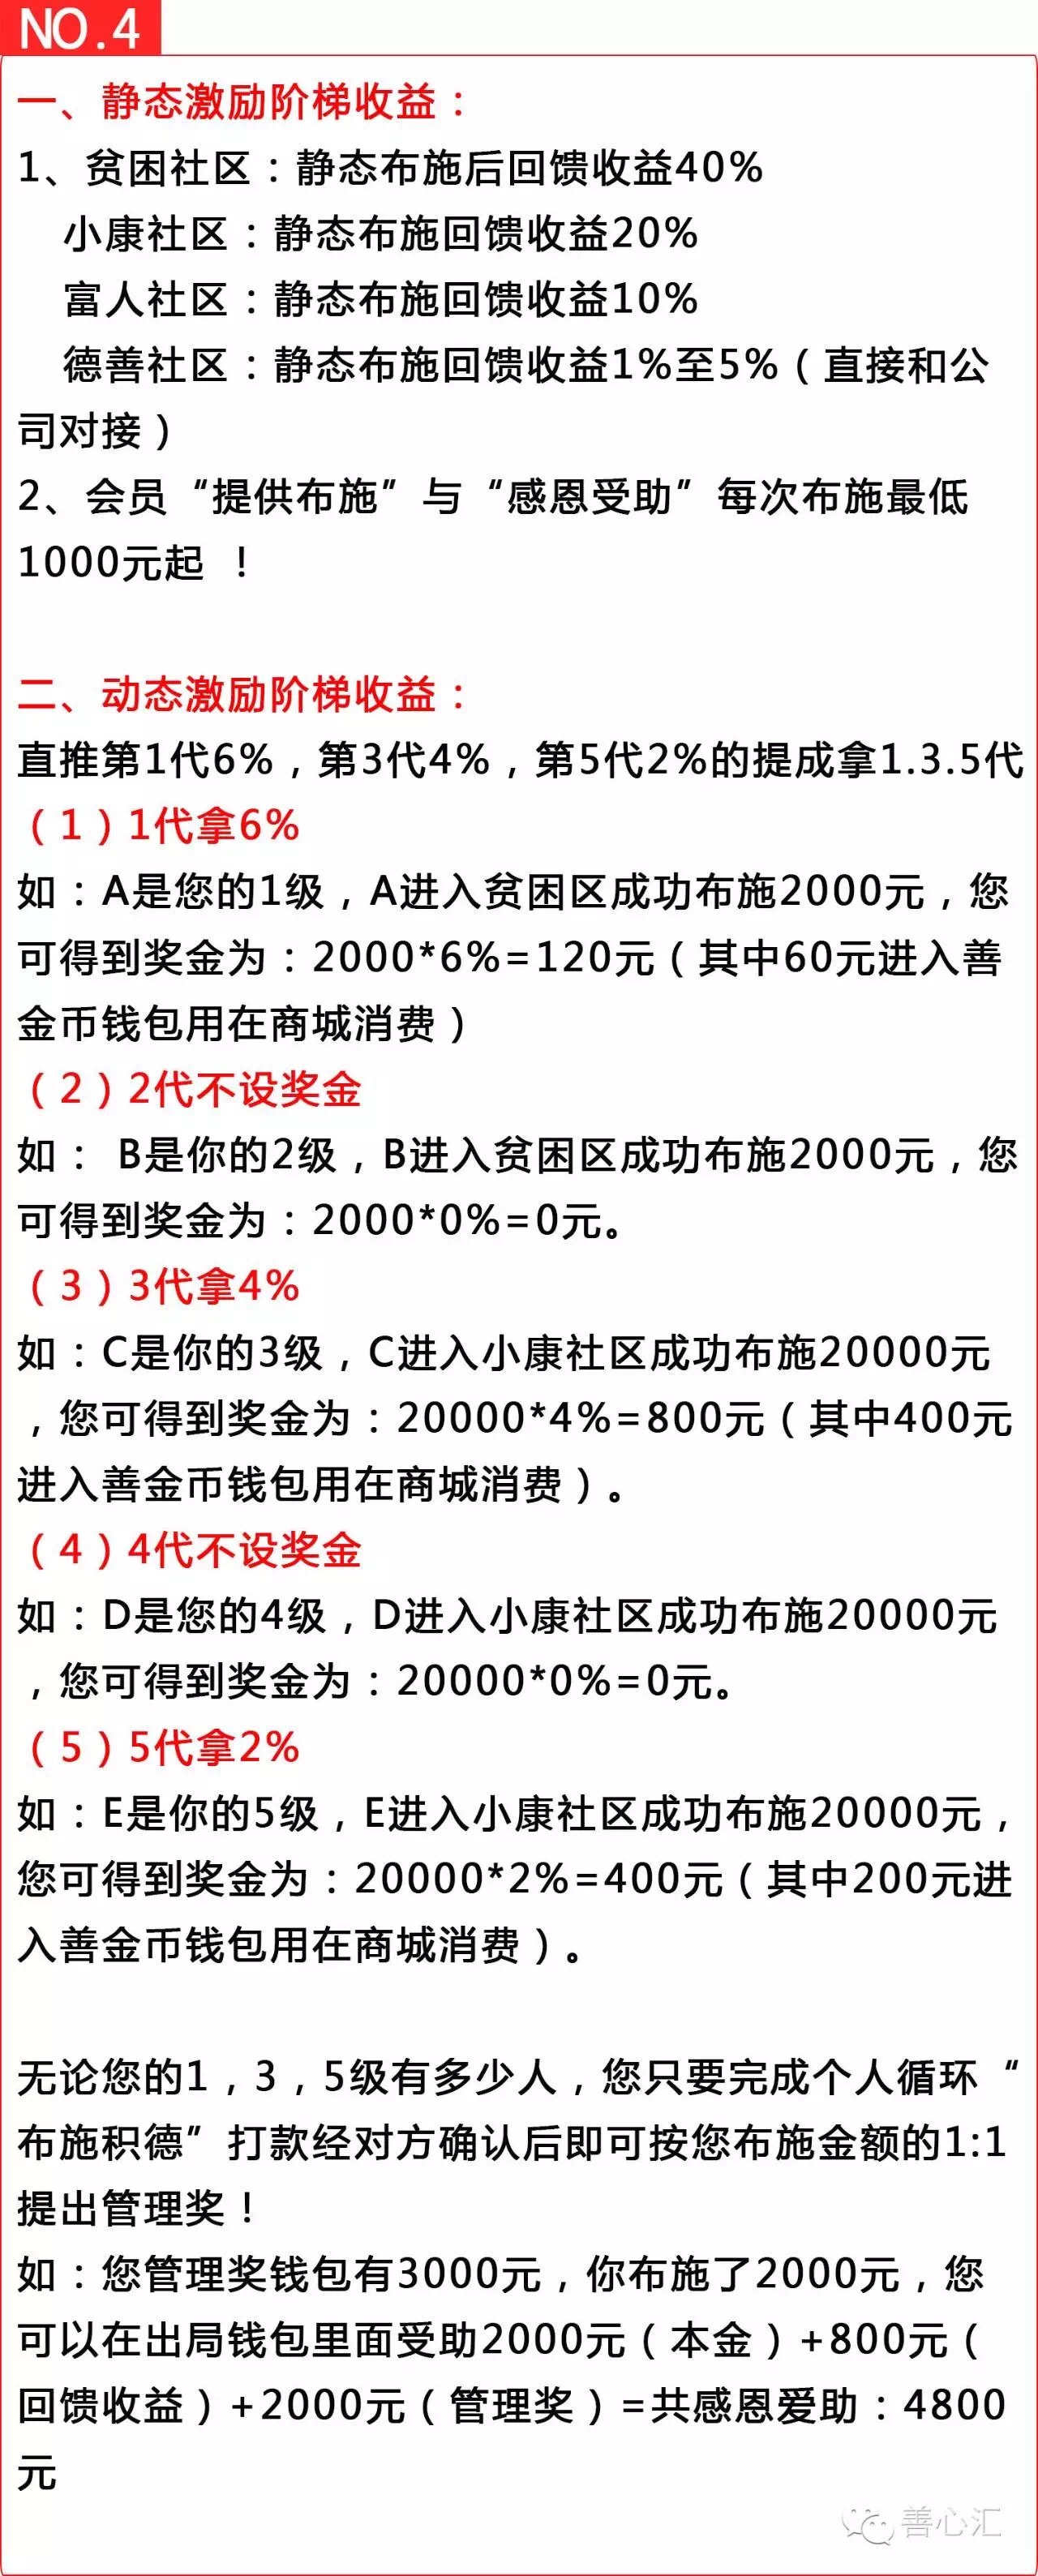 NO.4
一、静态激励阶梯收益：
1、贫困社区：静态布施后回馈收益40%
小康社区：静态布施回馈收益20%
富人社区：静态布施回馈收益10%
德善社区：静态布施回馈收益1%至5%（直接和公
司对接）
2、会员“提供布施”与“感恩受助”每次布施最低
1000元起 ！
二、动态激励阶梯收益：
直推第1代6%，第3代4%，第5代2%的提成拿1.3.5代
（1）1代拿6%
如：A是您的1级，A进入贫困区成功布施2000元，您
可得到奖金为：2000*6%=120元（其中60元进入善
金币钱包用在商城消费）
（2）2代不设奖金
如： B是你的2级，B进入贫困区成功布施2000元，您
可得到奖金为：2000*0%=0元。
（3）3代拿4%
如：C是你的3级，C进入小康社区成功布施20000元
，您可得到奖金为：20000*4%=800元（其中400元
进入善金币钱包用在商城消费）。
（4）4代不设奖金
如：D是您的4级，D进入小康社区成功布施20000元
，您可得到奖金为：20000*0%=0元。
（5）5代拿2%
如：E是你的5级，E进入小康社区成功布施20000元，
您可得到奖金为：20000*2%=400元（其中200元进
入善金币钱包用在商城消费）。
无论您的1，3，5级有多少人，您只要完成个人循环“
布施积德”打款经对方确认后即可按您布施金额的1:1
提出管理奖！
如：您管理奖钱包有3000元，你布施了2000元，您
可以在出局钱包里面受助2000元（本金）+800元（
回馈收益）+2000元（管理奖）=共感恩爱助：4800
元
善心汇